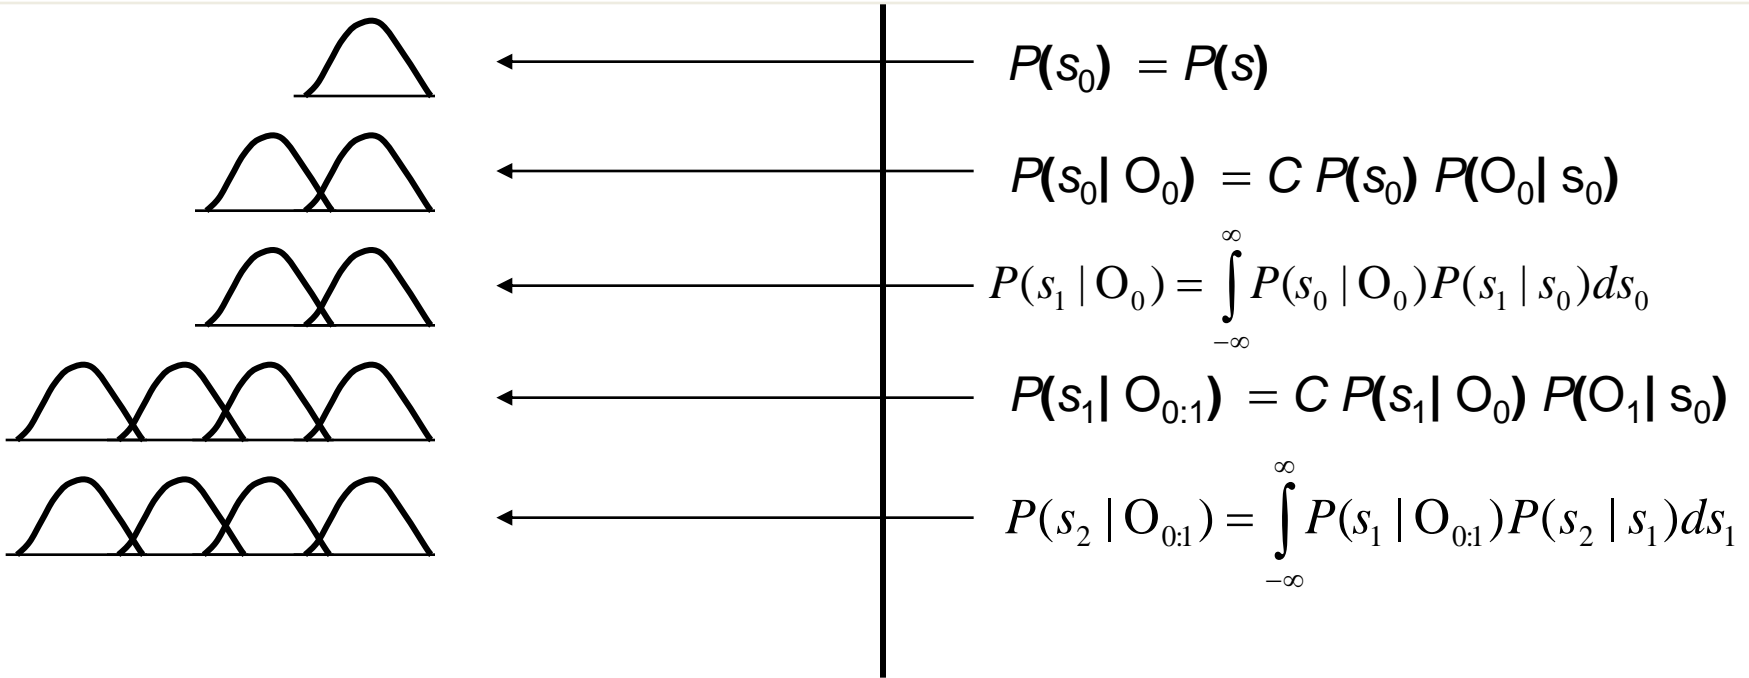 P(s₀) = P(s)
P(s₀| O₀) = C P(s₀) P(O₀| s₀)
P(s₁ | O₀) = ∫_{-∞}^{∞} P(s₀ | O₀)P(s₁ | s₀)ds₀
P(s₁| O₀:₁) = C P(s₁| O₀) P(O₁| s₀)
P(s₂ | O₀:₁) = ∫_{-∞}^{∞} P(s₁ | O₀:₁)P(s₂ | s₁)ds₁